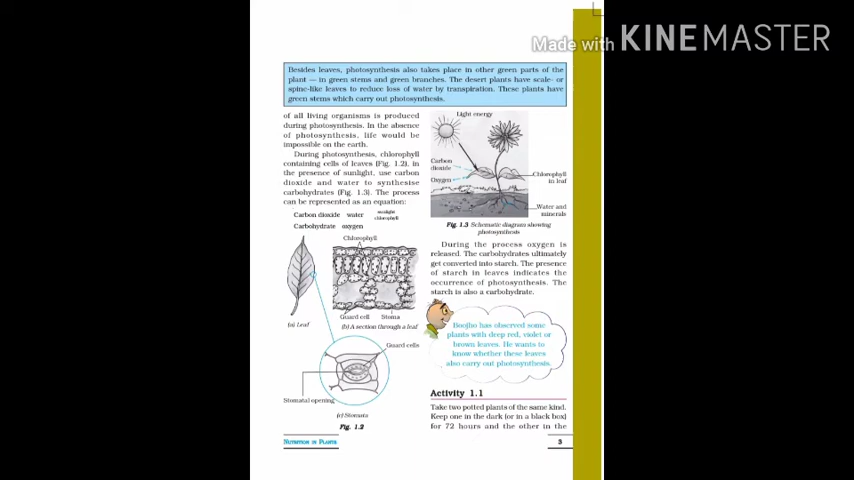 Made with KINEMASTER
Besides leaves, photosynthesis also takes place in other green parts of the
plant — in green stems and green branches. The desert plants have scale- or
spine-like leaves to reduce loss of water by transpiration. These plants have
green stems which carry out photosynthesis.
of all living organisms is produced
during photosynthesis. In the absence
of photosynthesis, life would be
impossible on the earth.
During photosynthesis, chlorophyll
containing cells of leaves (Fig. 1.2), in
the presence of sunlight, use carbon
dioxide and water to synthesise
carbohydrates (Fig. 1.3). The process
can be represented as an equation:
Carbon dioxide water sunlight
chlorophyll
Carbohydrate oxygen
Chlorophyll
Guard cell Stoma
(a) Leaf
(b) A section through a leaf
Guard cells
Stomatal opening
(c) Stomata
Fig. 1.2
Light energy
Carbon
dioxide
Oxygen
Chlorophyll
in leaf
Water and
minerals
Fig. 1.3 Schematic diagram showing
photosynthesis
During the process oxygen is
released. The carbohydrates ultimately
get converted into starch. The presence
of starch in leaves indicates the
occurrence of photosynthesis. The
starch is also a carbohydrate.
Boojho has observed some
plants with deep red, violet or
brown leaves. He wants to
know whether these leaves
also carry out photosynthesis.
Activity 1.1
Take two potted plants of the same kind.
Keep one in the dark (or in a black box)
for 72 hours and the other in the
NUTRITION IN PLANTS
3